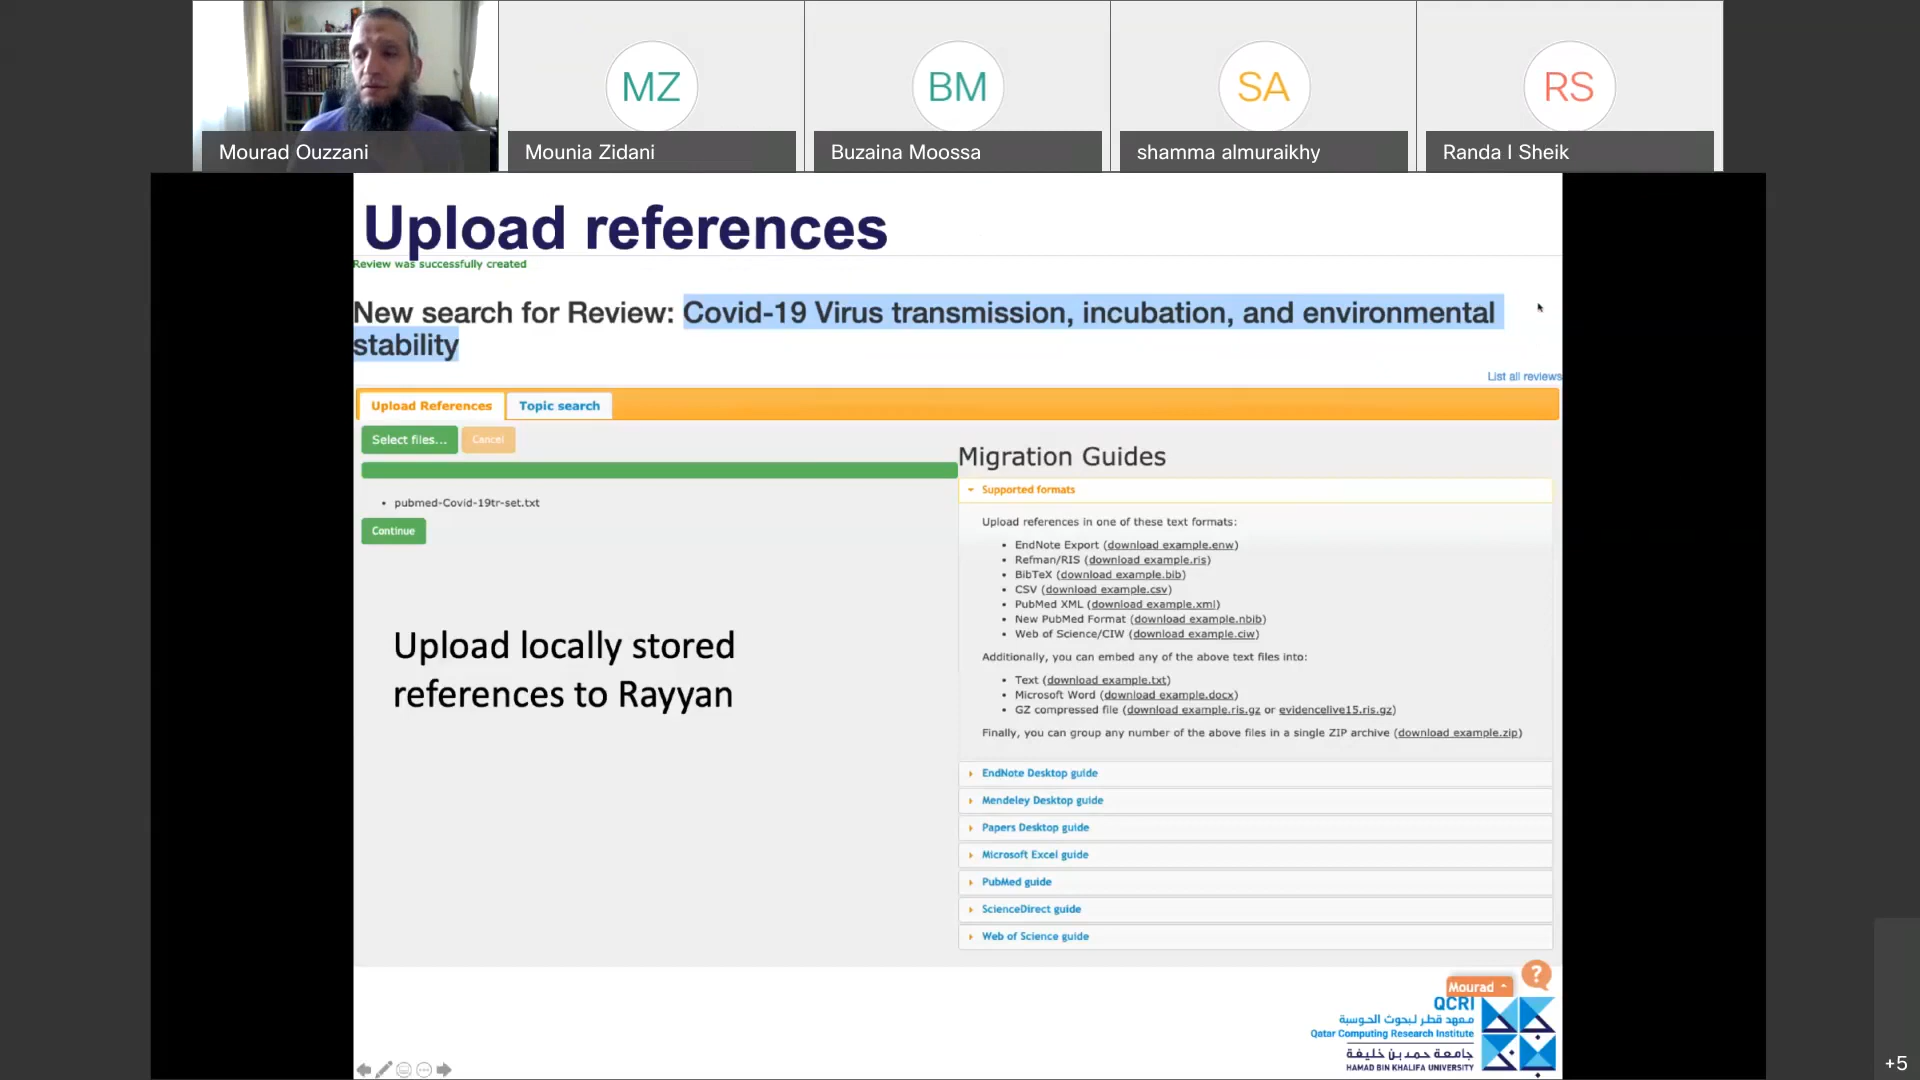 MZ
BM
SA
RS
Mourad Ouzzani
Mounia Zidani
Buzaina Moossa
shamma almuraikhy
Randa I Sheik
Upload references
Review was successfully created
New search for Review: Covid-19 Virus transmission, incubation, and environmental
stability
List all reviews
Upload References
Topic search
Select files...
Cancel
pubmed-Covid-19tr-set.txt
Continue
Upload locally stored
references to Rayyan
Migration Guides
Supported formats
Upload references in one of these text formats:
EndNote Export (download example.enw)
Refman/RIS (download example.ris)
BibTeX (download example.bib)
CSV (download example.csv)
PubMed XML (download example.xml)
New PubMed Format (download example.nbib)
Web of Science/CIW (download example.ciw)
Additionally, you can embed any of the above text files into:
Text (download example.txt)
Microsoft Word (download example.docx)
GZ compressed file (download example.ris.gz or evidencelive15.ris.gz)
Finally, you can group any number of the above files in a single ZIP archive (download example.zip)
EndNote Desktop guide
Mendeley Desktop guide
Papers Desktop guide
Microsoft Excel guide
PubMed guide
ScienceDirect guide
Web of Science guide
?
Mourad
QCRI
معهد قطر لبحوث الحوسبة
Qatar Computing Research Institute
جامعة حمد بن خليفة
HAMAD BIN KHALIFA UNIVERSITY
+5